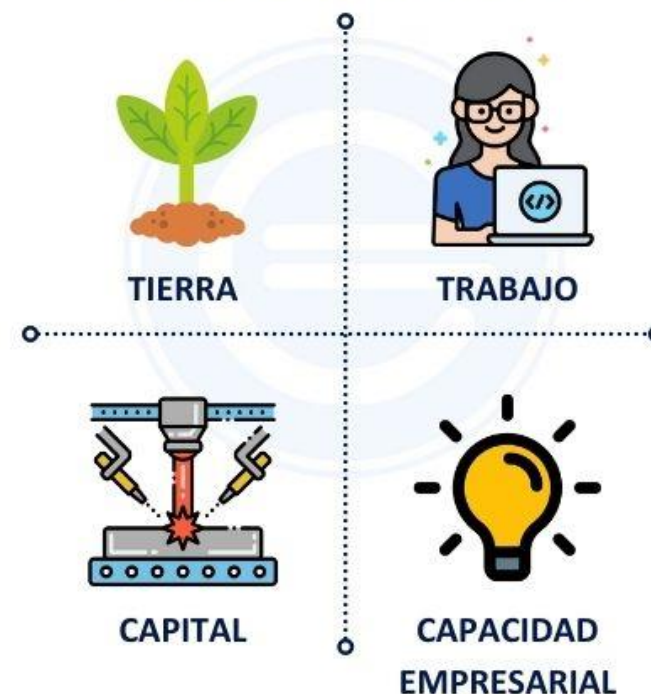 TIERRA
TRABAJO
</>
CAPITAL
CAPACIDAD
EMPRESARIAL